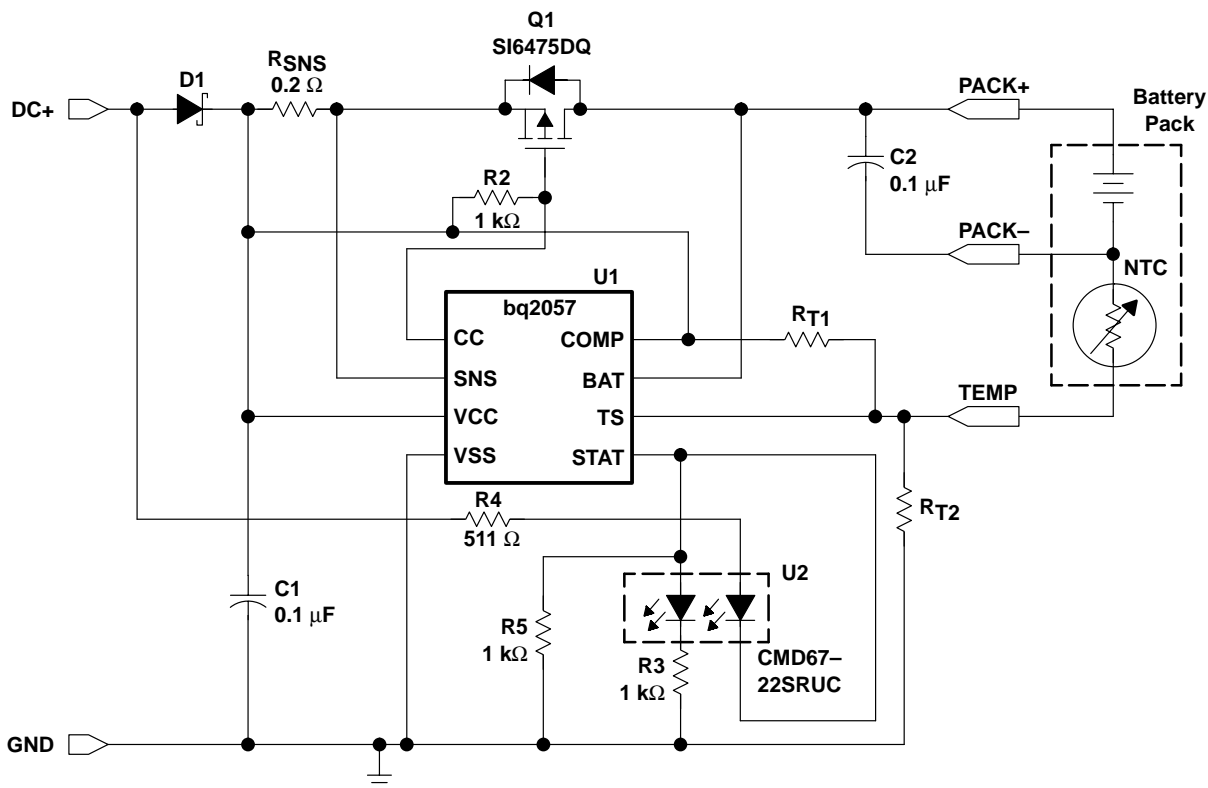 Q1
SI6475DQ
RSNS
0.2 Ω
D1
DC+
PACK+
Battery
Pack
C2
0.1 μF
R2
1 kΩ
PACK–
NTC
U1
bq2057
CC
COMP
RT1
SNS
BAT
TEMP
VCC
TS
VSS
STAT
R4
511 Ω
RT2
U2
C1
0.1 μF
R5
1 kΩ
R3
1 kΩ
CMD67–
22SRUC
GND